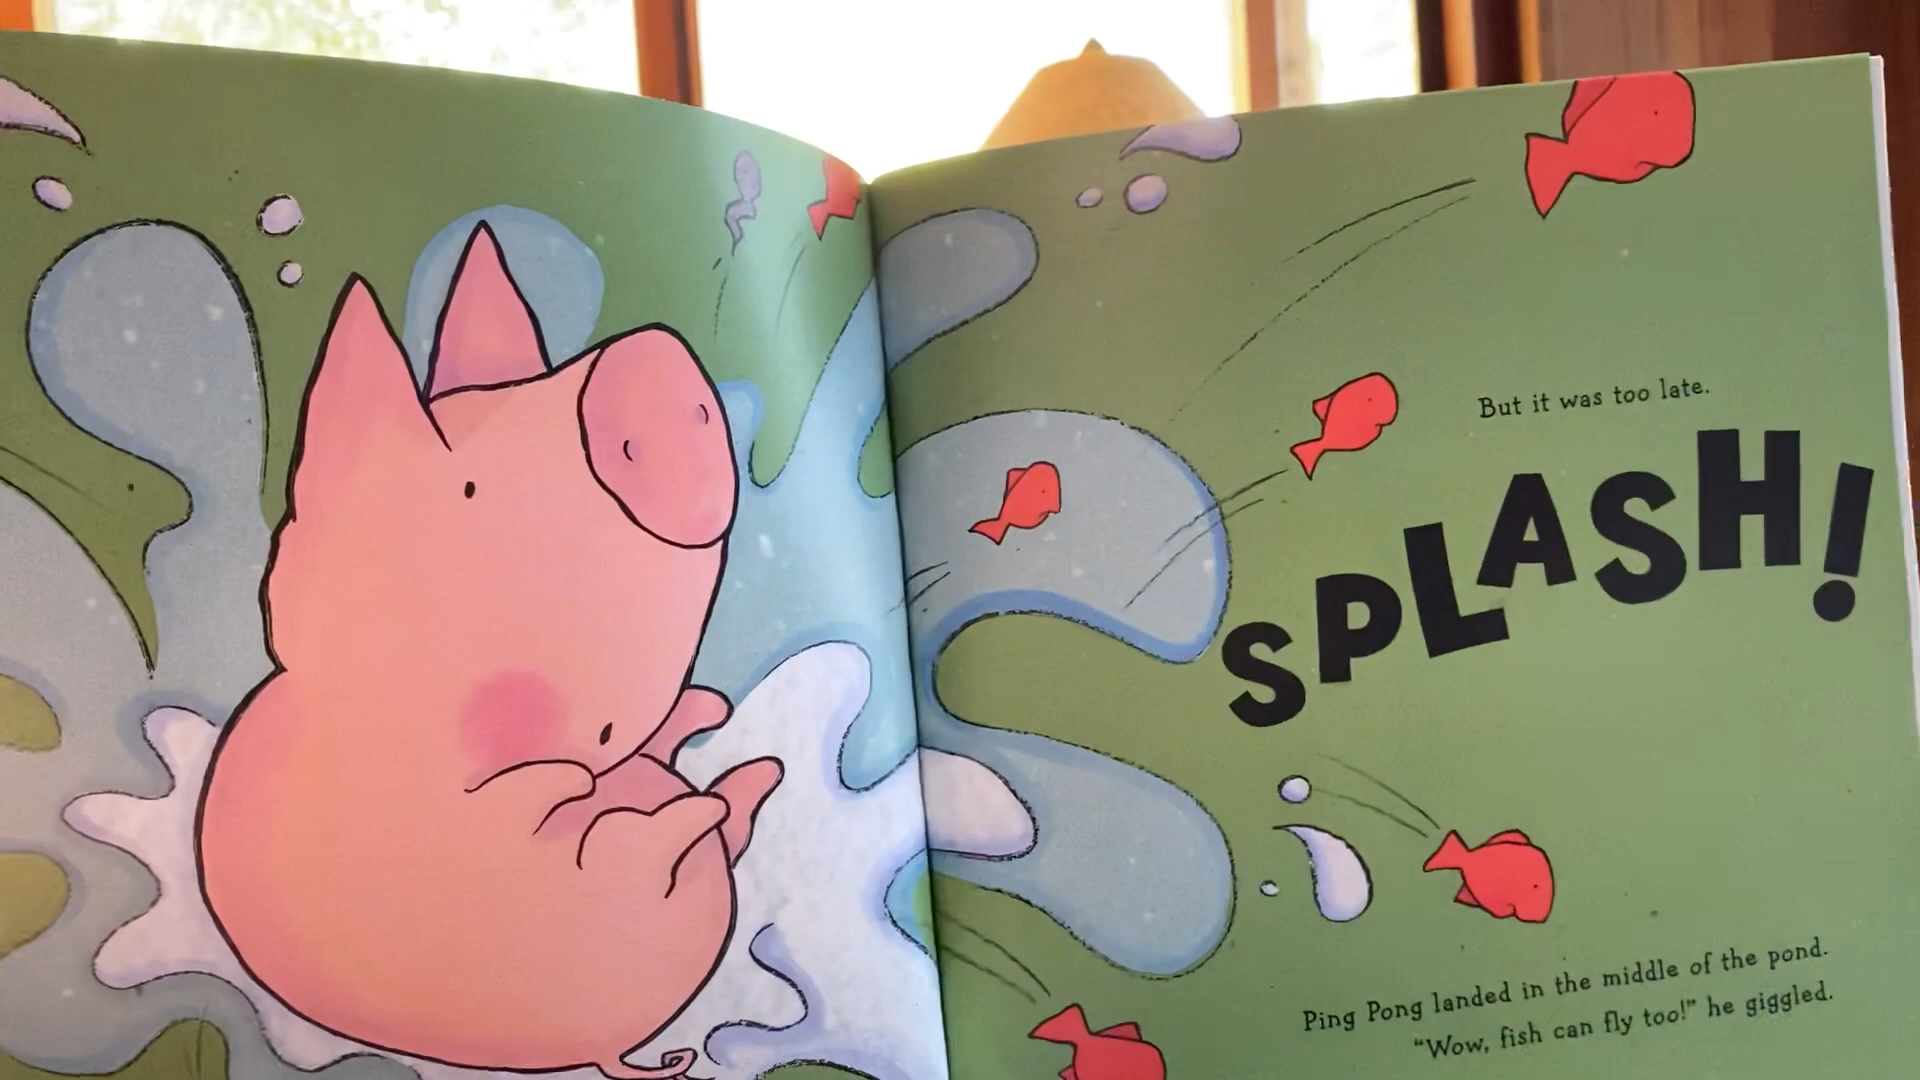 But it was too late.
SPLASH!
Ping Pong landed in the middle of the pond.
“Wow, fish can fly too!” he giggled.